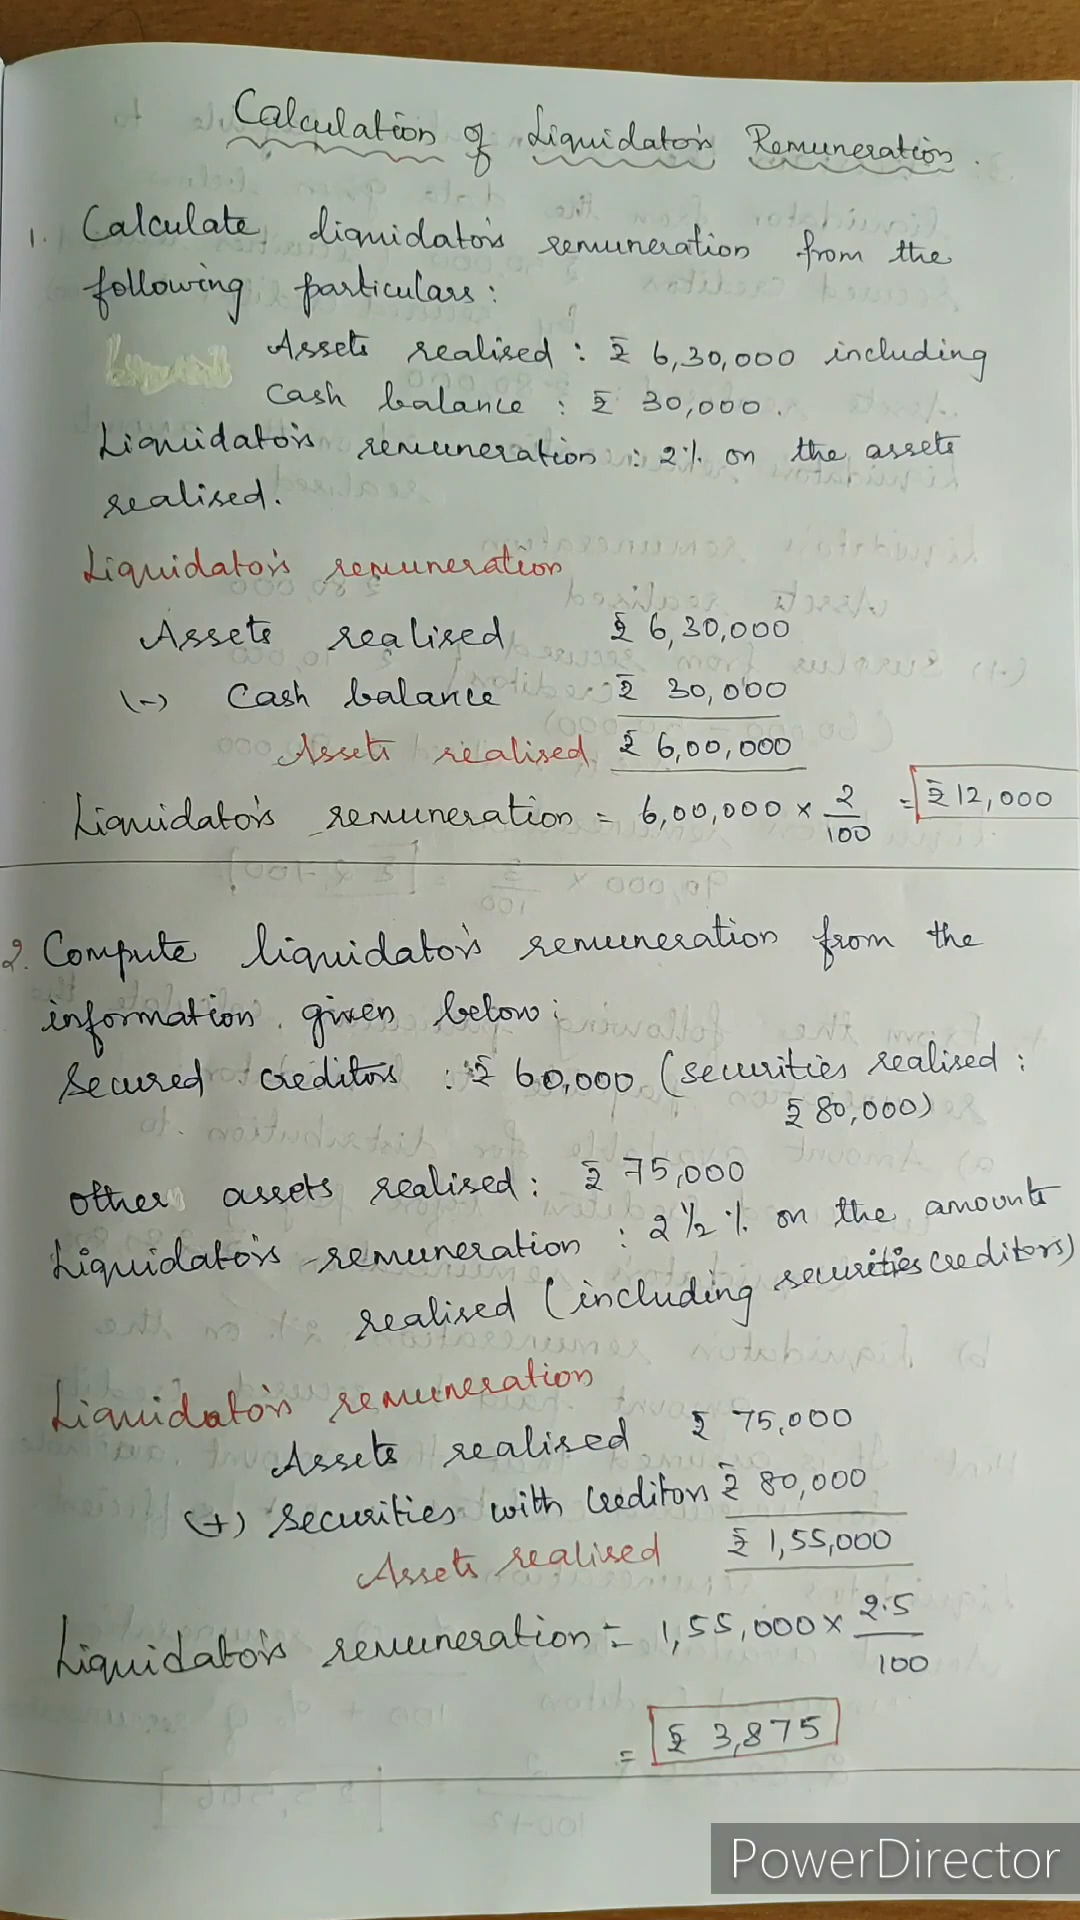 Calculation of Liquidator's Remuneration.
1. Calculate liquidator's remuneration from the
following particulars:
Assets realised : ₹ 6,30,000 including
Cash balance : ₹ 30,000.
Liquidator's remuneration : 2% on the assets
realised.
Liquidator's remuneration
Assets realised ₹ 6,30,000
(-) Cash balance ₹ 30,000
Assets realised ₹ 6,00,000
Liquidator's remuneration = 6,00,000 × 2/100 = ₹ 12,000
2. Compute liquidator's remuneration from the
information given below:
Secured creditors : ₹ 60,000 (securities realised :
₹ 80,000)
Other assets realised : ₹ 75,000
Liquidator's remuneration : 2 ½ % on the amounts
realised (including securities creditors)
Liquidator's remuneration
Assets realised ₹ 75,000
(+) Securities with Creditors ₹ 80,000
Assets realised ₹ 1,55,000
Liquidator's remuneration = 1,55,000 × 2.5/100
= ₹ 3,875
PowerDirector